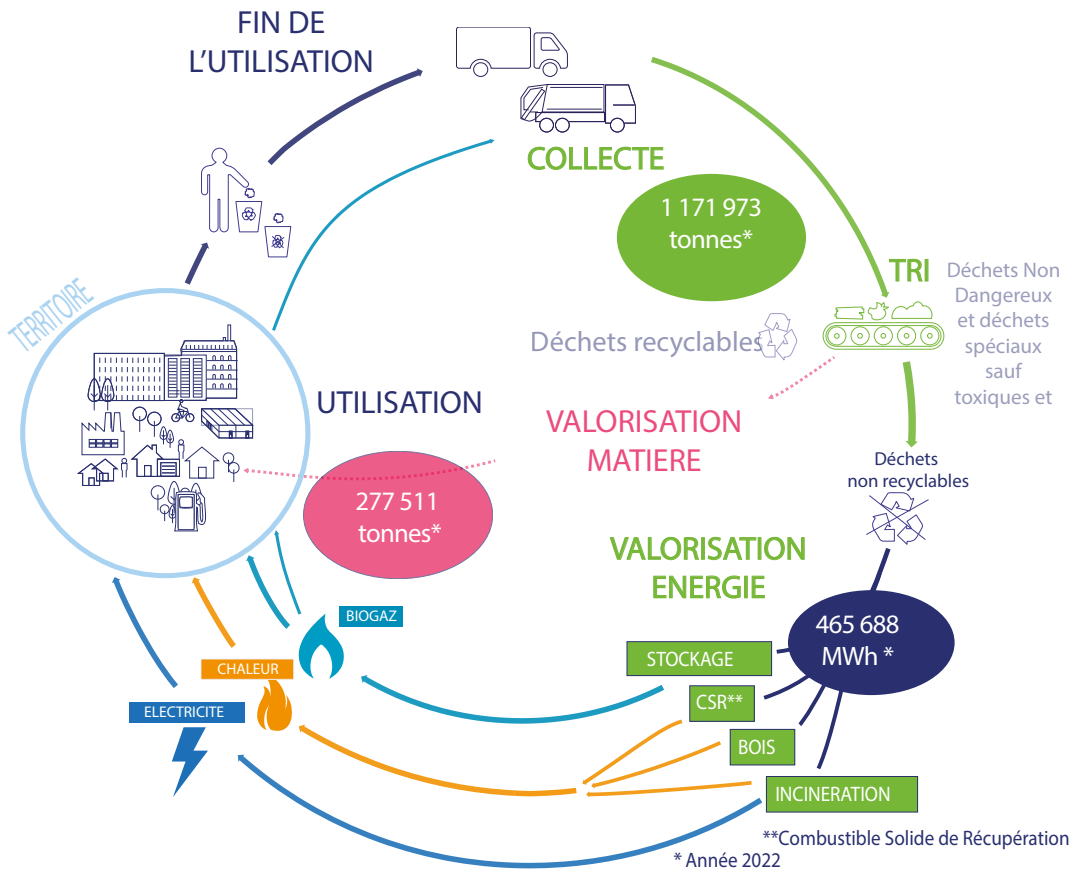 FIN DE
L'UTILISATION
COLLECTE
1 171 973
tonnes*
TRI
Déchets Non
Dangereux
et déchets
spéciaux
sauf
toxiques et
Déchets recyclables
TERRITOIRE
UTILISATION
VALORISATION
MATIERE
277 511
tonnes*
Déchets
non recyclables
VALORISATION
ENERGIE
465 688
MWh *
BIOGAZ
STOCKAGE
CHALEUR
CSR**
ELECTRICITE
BOIS
INCINERATION
**Combustible Solide de Récupération
* Année 2022